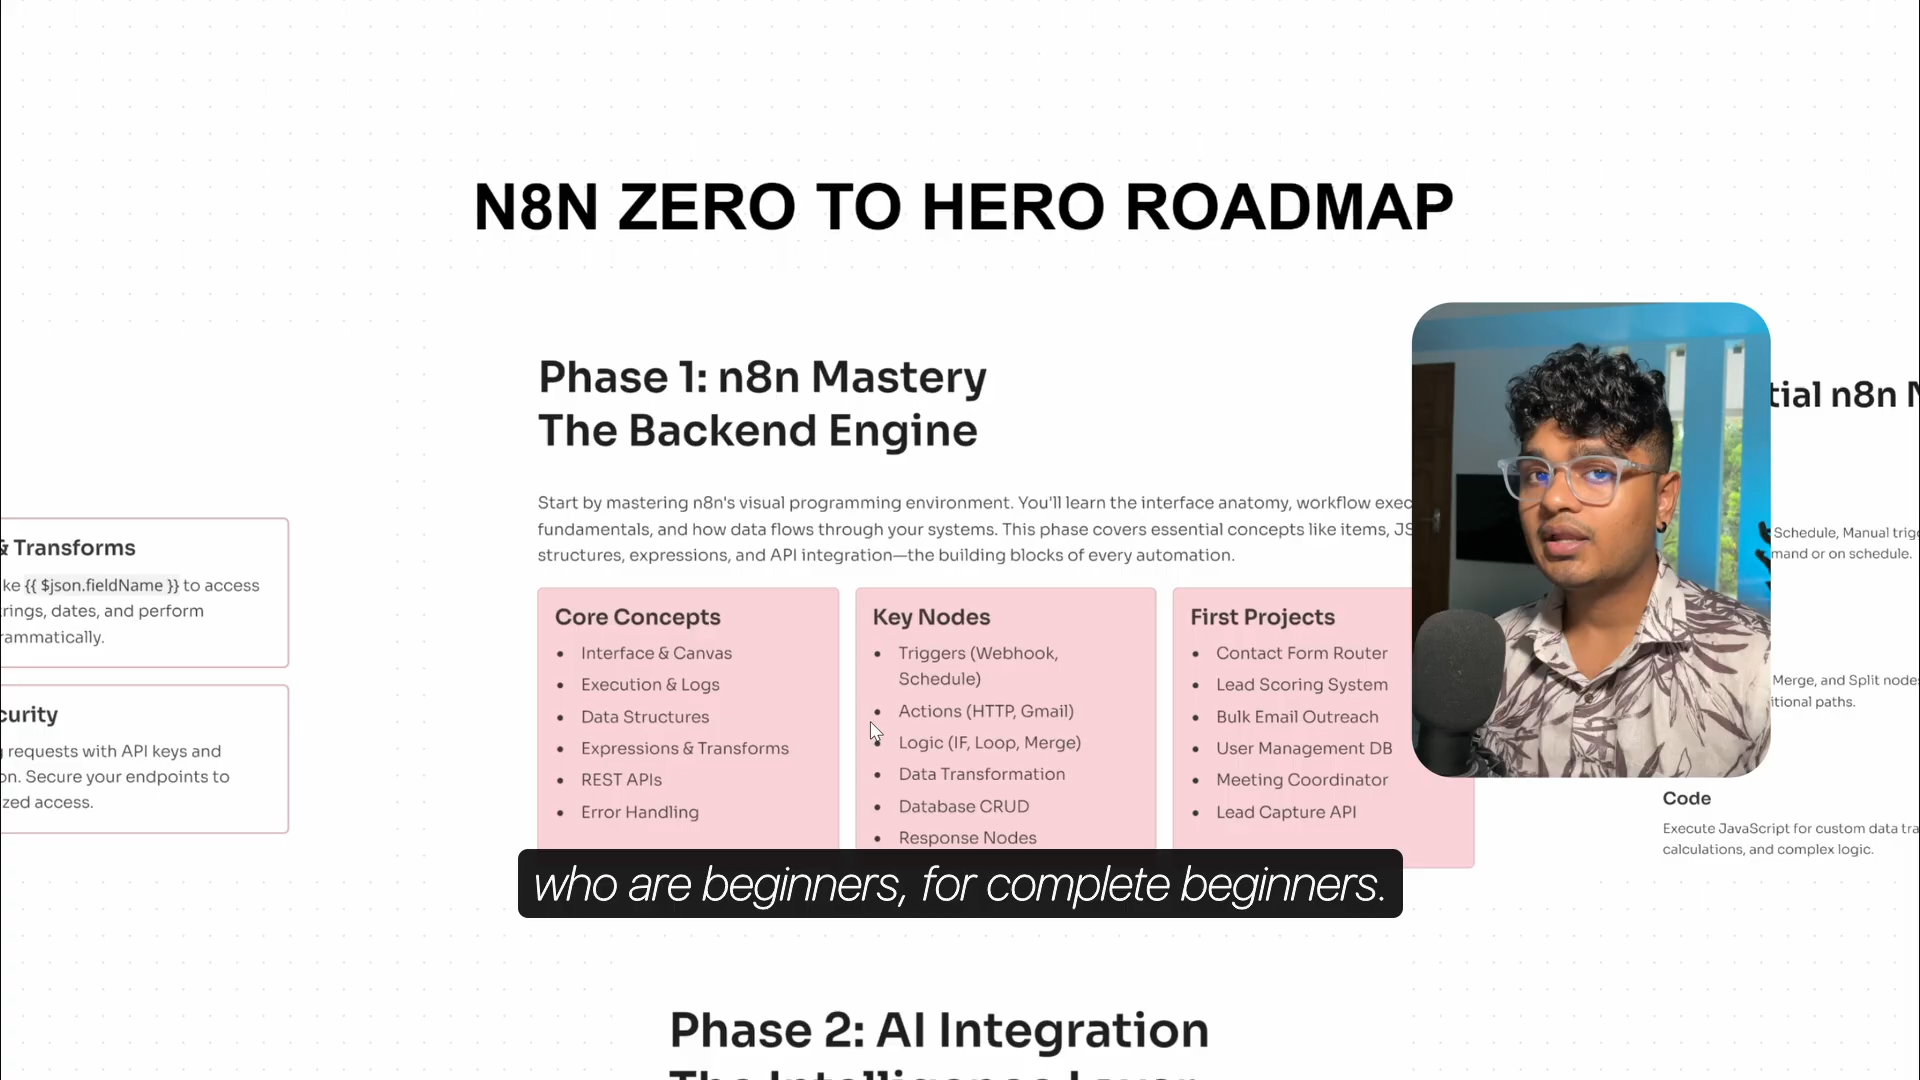 N8N ZERO TO HERO ROADMAP
Phase 1: n8n Mastery
The Backend Engine
Start by mastering n8n's visual programming environment. You'll learn the interface anatomy, workflow exec
fundamentals, and how data flows through your systems. This phase covers essential concepts like items, JS
structures, expressions, and API integration—the building blocks of every automation.
& Transforms
ke {{ $json.fieldName }} to access
rings, dates, and perform
rammatically.
curity
g requests with API keys and
on. Secure your endpoints to
zed access.
Core Concepts
• Interface & Canvas
• Execution & Logs
• Data Structures
• Expressions & Transforms
• REST APIs
• Error Handling
Key Nodes
• Triggers (Webhook,
Schedule)
• Actions (HTTP, Gmail)
• Logic (IF, Loop, Merge)
• Data Transformation
• Database CRUD
• Response Nodes
First Projects
• Contact Form Router
• Lead Scoring System
• Bulk Email Outreach
• User Management DB
• Meeting Coordinator
• Lead Capture API
tial n8n N
Schedule, Manual trigg
mand or on schedule.
Merge, and Split nodes
itional paths.
Code
Execute JavaScript for custom data tra
calculations, and complex logic.
who are beginners, for complete beginners.
Phase 2: AI Integration
The Intelligence Layer